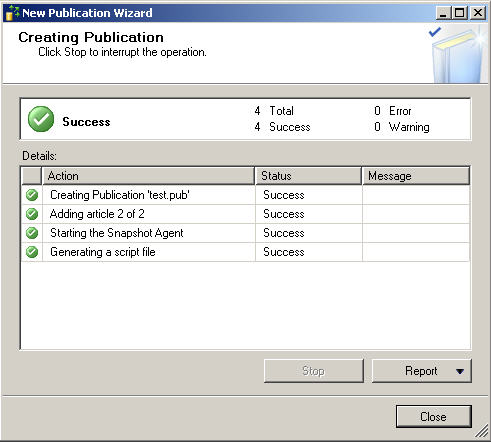 New Publication Wizard
Creating Publication
Click Stop to interrupt the operation.
Success 4 Total 0 Error
4 Success 0 Warning
Details:
Action Status Message
Creating Publication 'test.pub' Success
Adding article 2 of 2 Success
Starting the Snapshot Agent Success
Generating a script file Success
Stop Report
Close